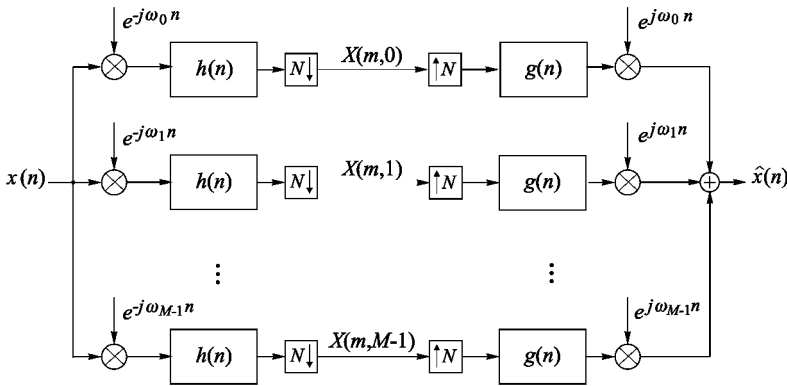 e^{-jω_0 n} e^{jω_0 n}
h(n) N↓ X(m,0) ↑N g(n)
e^{-jω_1 n} e^{jω_1 n}
x(n) h(n) N↓ X(m,1) ↑N g(n) + x̂(n)
⋮ ⋮
e^{-jω_{M-1} n} e^{jω_{M-1} n}
h(n) N↓ X(m,M-1) ↑N g(n)